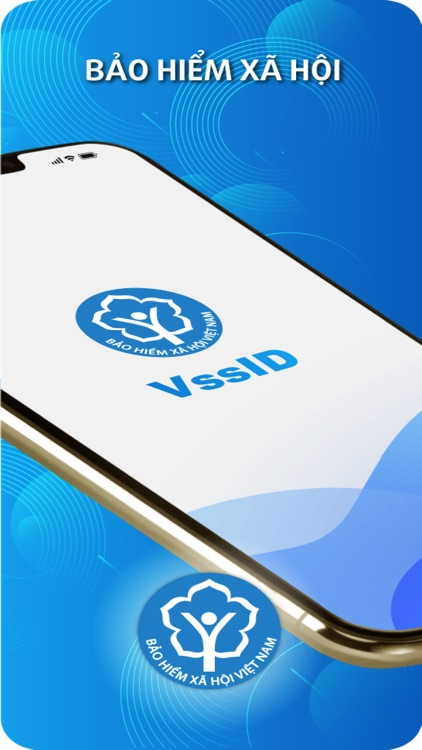 BẢO HIỂM XÃ HỘI
BẢO HIỂM XÃ HỘI VIỆT NAM
VssID
BẢO HIỂM XÃ HỘI VIỆT NAM